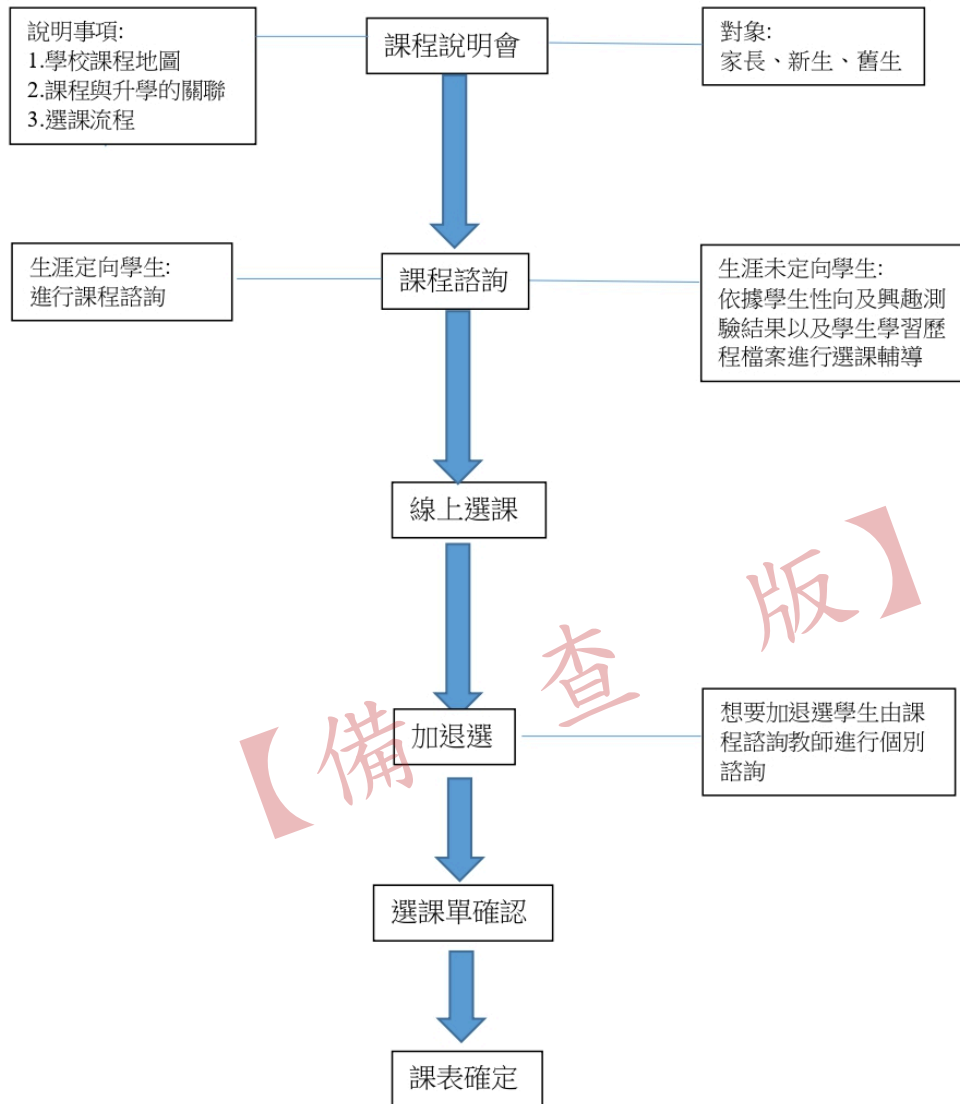 說明事項:
1.學校課程地圖
2.課程與升學的關聯
3.選課流程
課程說明會
對象:
家長、新生、舊生
生涯定向學生:
進行課程諮詢
課程諮詢
生涯未定向學生:
依據學生性向及興趣測
驗結果以及學生學習歷
程檔案進行選課輔導
線上選課
加退選
想要加退選學生由課
程諮詢教師進行個別
諮詢
選課單確認
課表確定
【備查版】